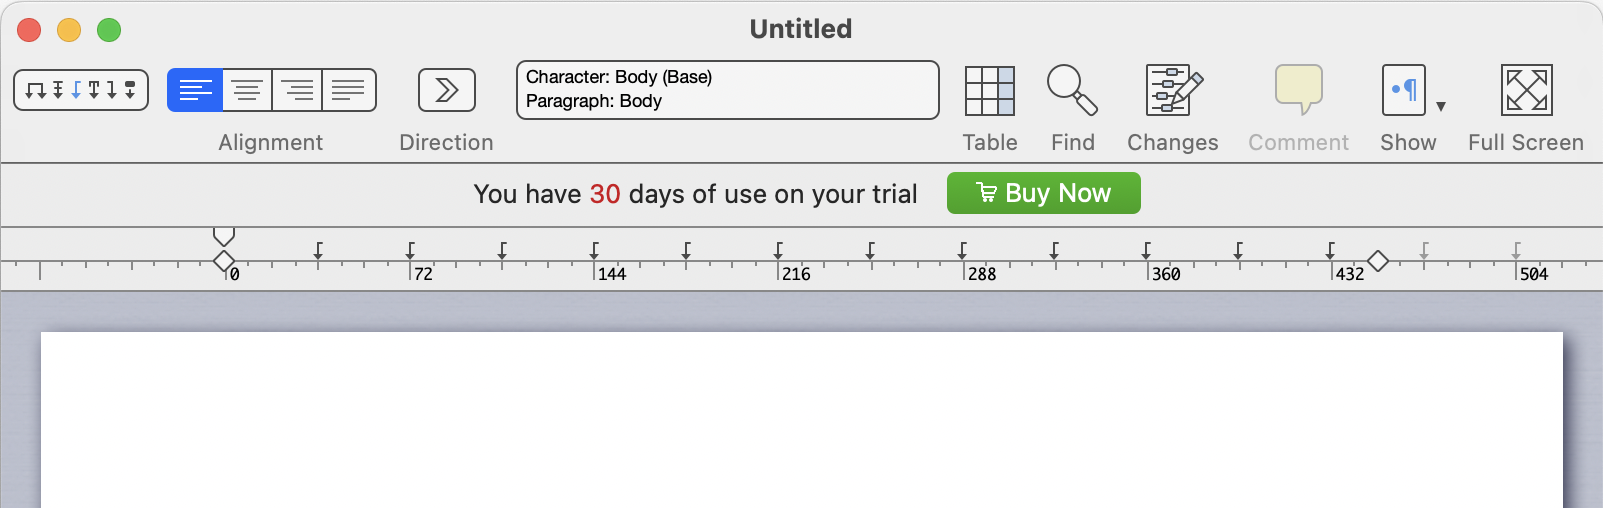 Untitled
Character: Body (Base)
Paragraph: Body
Alignment
Direction
Table
Find
Changes
Comment
Show
Full Screen
You have 30 days of use on your trial
Buy Now
0 72 144 216 288 360 432 504